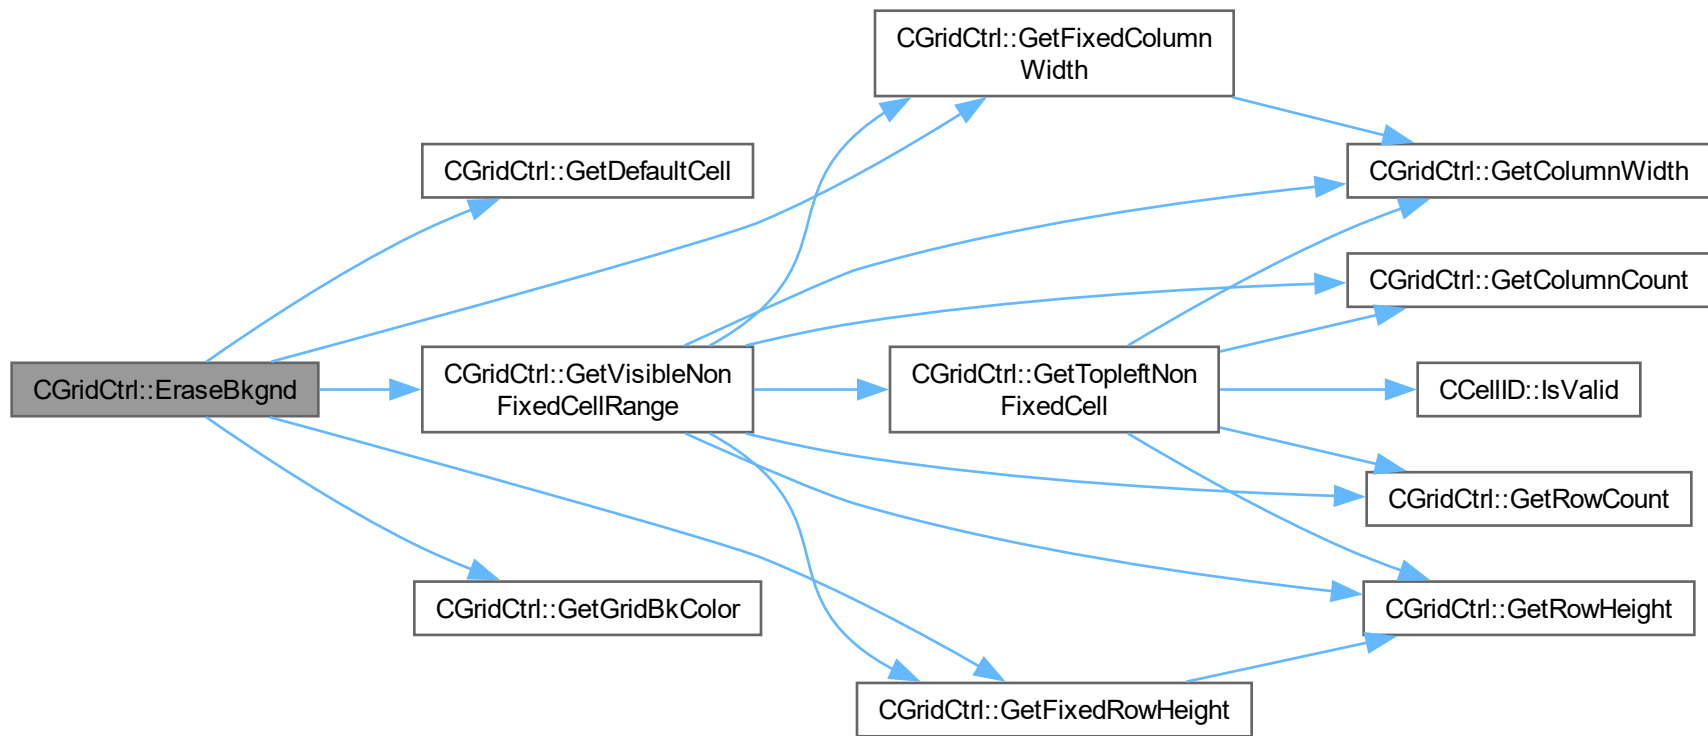 CGridCtrl::GetFixedColumn
Width
CGridCtrl::GetDefaultCell
CGridCtrl::GetColumnWidth
CGridCtrl::GetColumnCount
CGridCtrl::EraseBkgnd
CGridCtrl::GetVisibleNon
FixedCellRange
CGridCtrl::GetTopleftNon
FixedCell
CCellID::IsValid
CGridCtrl::GetRowCount
CGridCtrl::GetGridBkColor
CGridCtrl::GetRowHeight
CGridCtrl::GetFixedRowHeight